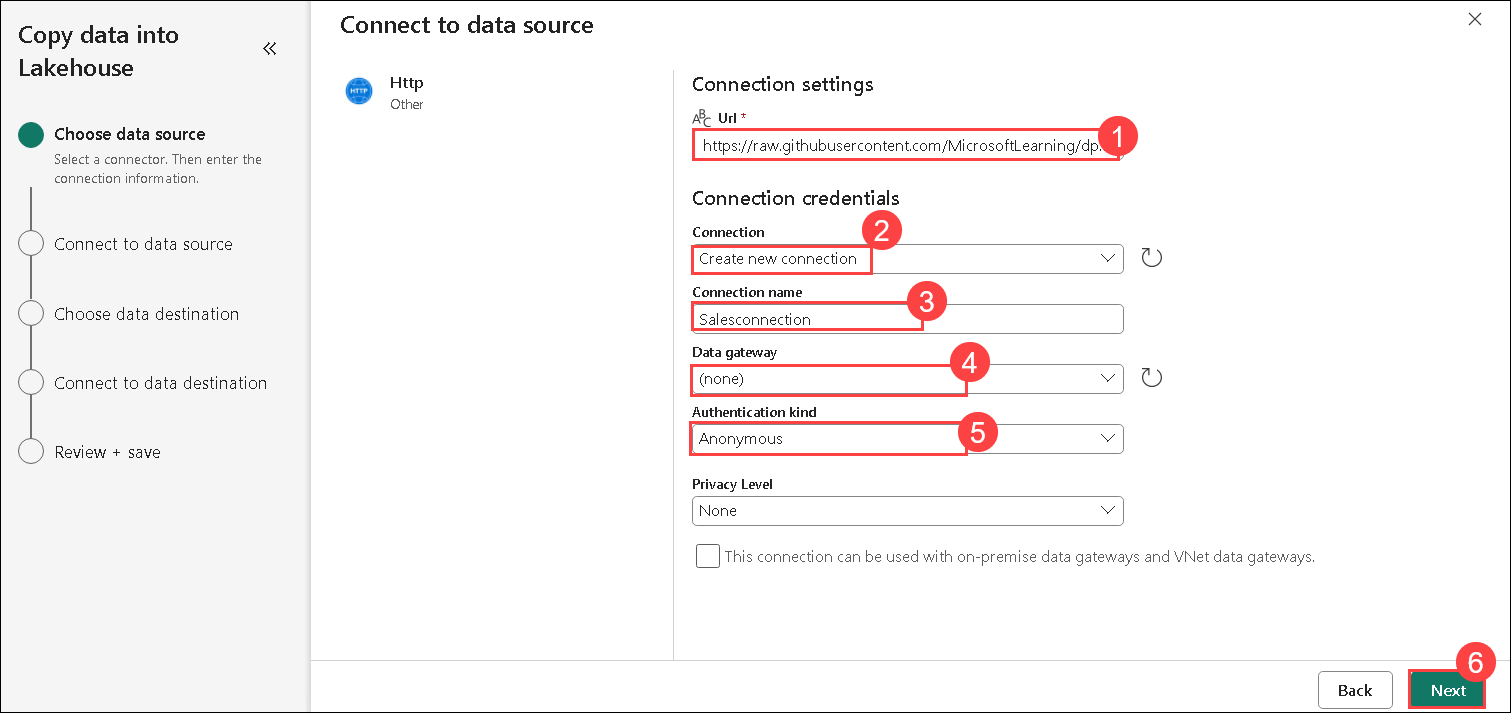 Copy data into
Lakehouse
Choose data source
Select a connector. Then enter the
connection information.
Connect to data source
Choose data destination
Connect to data destination
Review + save
Connect to data source
HTTP
Http
Other
Connection settings
ABC Url *
https://raw.githubusercontent.com/MicrosoftLearning/dp.
1
Connection credentials
2
Connection
Create new connection
Connection name
3
Salesconnection
Data gateway
4
(none)
Authentication kind
5
Anonymous
Privacy Level
None
This connection can be used with on-premise data gateways and VNet data gateways.
6
Back
Next